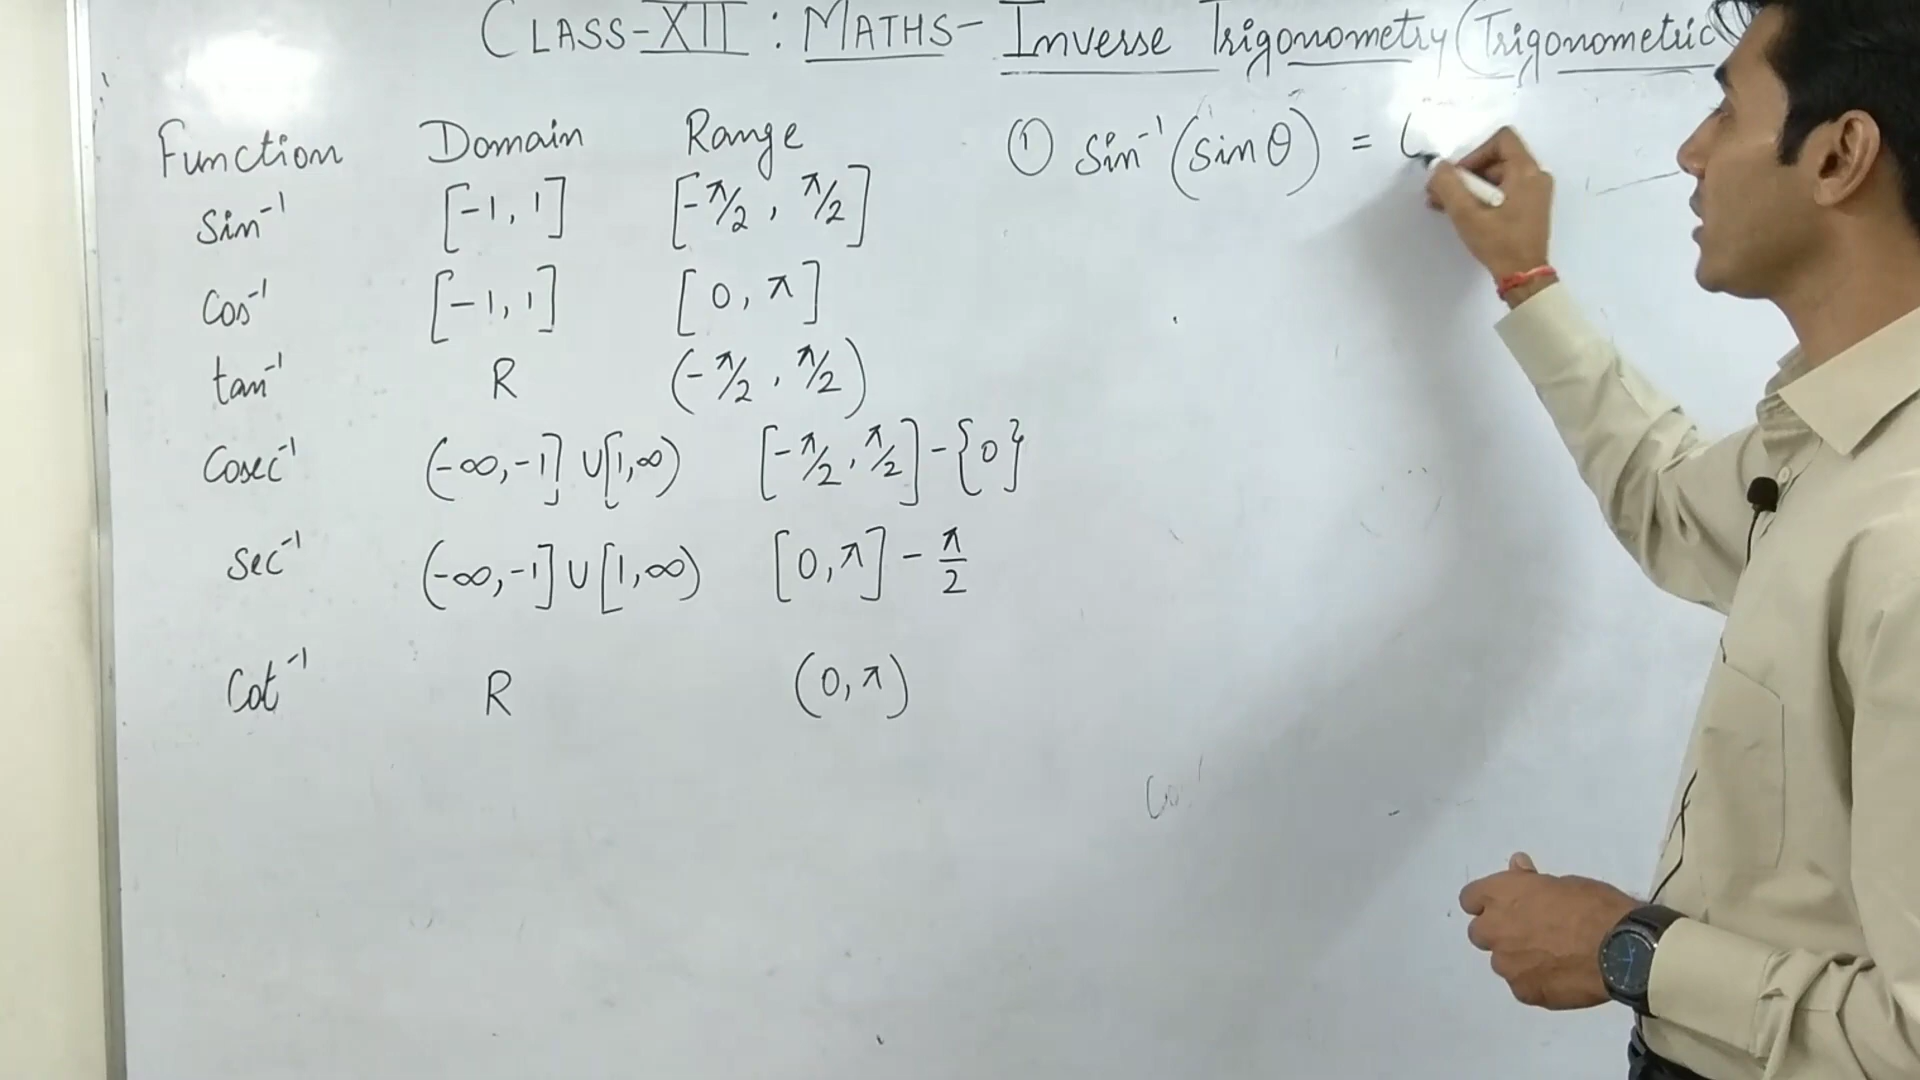 CLASS-XII : MATHS- Inverse Trigonometry (Trigonometric
Function Domain Range
Sin⁻¹ [-1, 1] [-π/2, π/2]
Cos⁻¹ [-1, 1] [0, π]
tan⁻¹ R (-π/2, π/2)
Cosec⁻¹ (-∞, -1] ∪ [1, ∞) [-π/2, π/2] - {0}
Sec⁻¹ (-∞, -1] ∪ [1, ∞) [0, π] - π/2
Cot⁻¹ R (0, π)
① Sin⁻¹ (sin θ) =